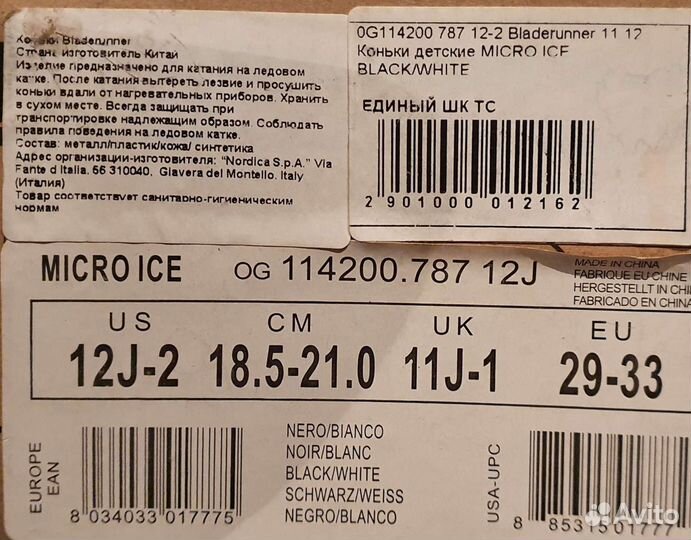 Коньки Bladerunner
Страна изготовитель Китай
Изделие предназначено для катания на ледовом
катке. После катания вытереть лезвие и просушить
коньки вдали от нагревательных приборов. Хранить
в сухом месте. Всегда защищать при
транспортировке надлежащим образом. Соблюдать
правила поведения на ледовом катке.
Состав: металл/пластик/кожа/ синтетика
Адрес организации-изготовителя: "Nordica S.p.A." Via
Fante d Italia. 56 310040, Giavera del Montello. Italy
(Италия)
Товар соответствует санитарно-гигиеническим
нормам
0G114200 787 12-2 Bladerunner 11 12
Коньки детские MICRO ICE
BLACK/WHITE
ЕДИНЫЙ ШК ТС
2 901000 012162
MICRO ICE OG 114200.787 12J
MADE IN CHINA
FABRIQUE EU CHINE
HERGESTELLT IN CHI
FABRICADO EN CHINA
US CM UK EU
12J-2 18.5-21.0 11J-1 29-33
EUROPE
EAN
8 034033 017775
NERO/BIANCO
NOIR/BLANC
BLACK/WHITE
SCHWARZ/WEISS
NEGRO/BLANCO
USA-UPC
8 85315 01777
Avito